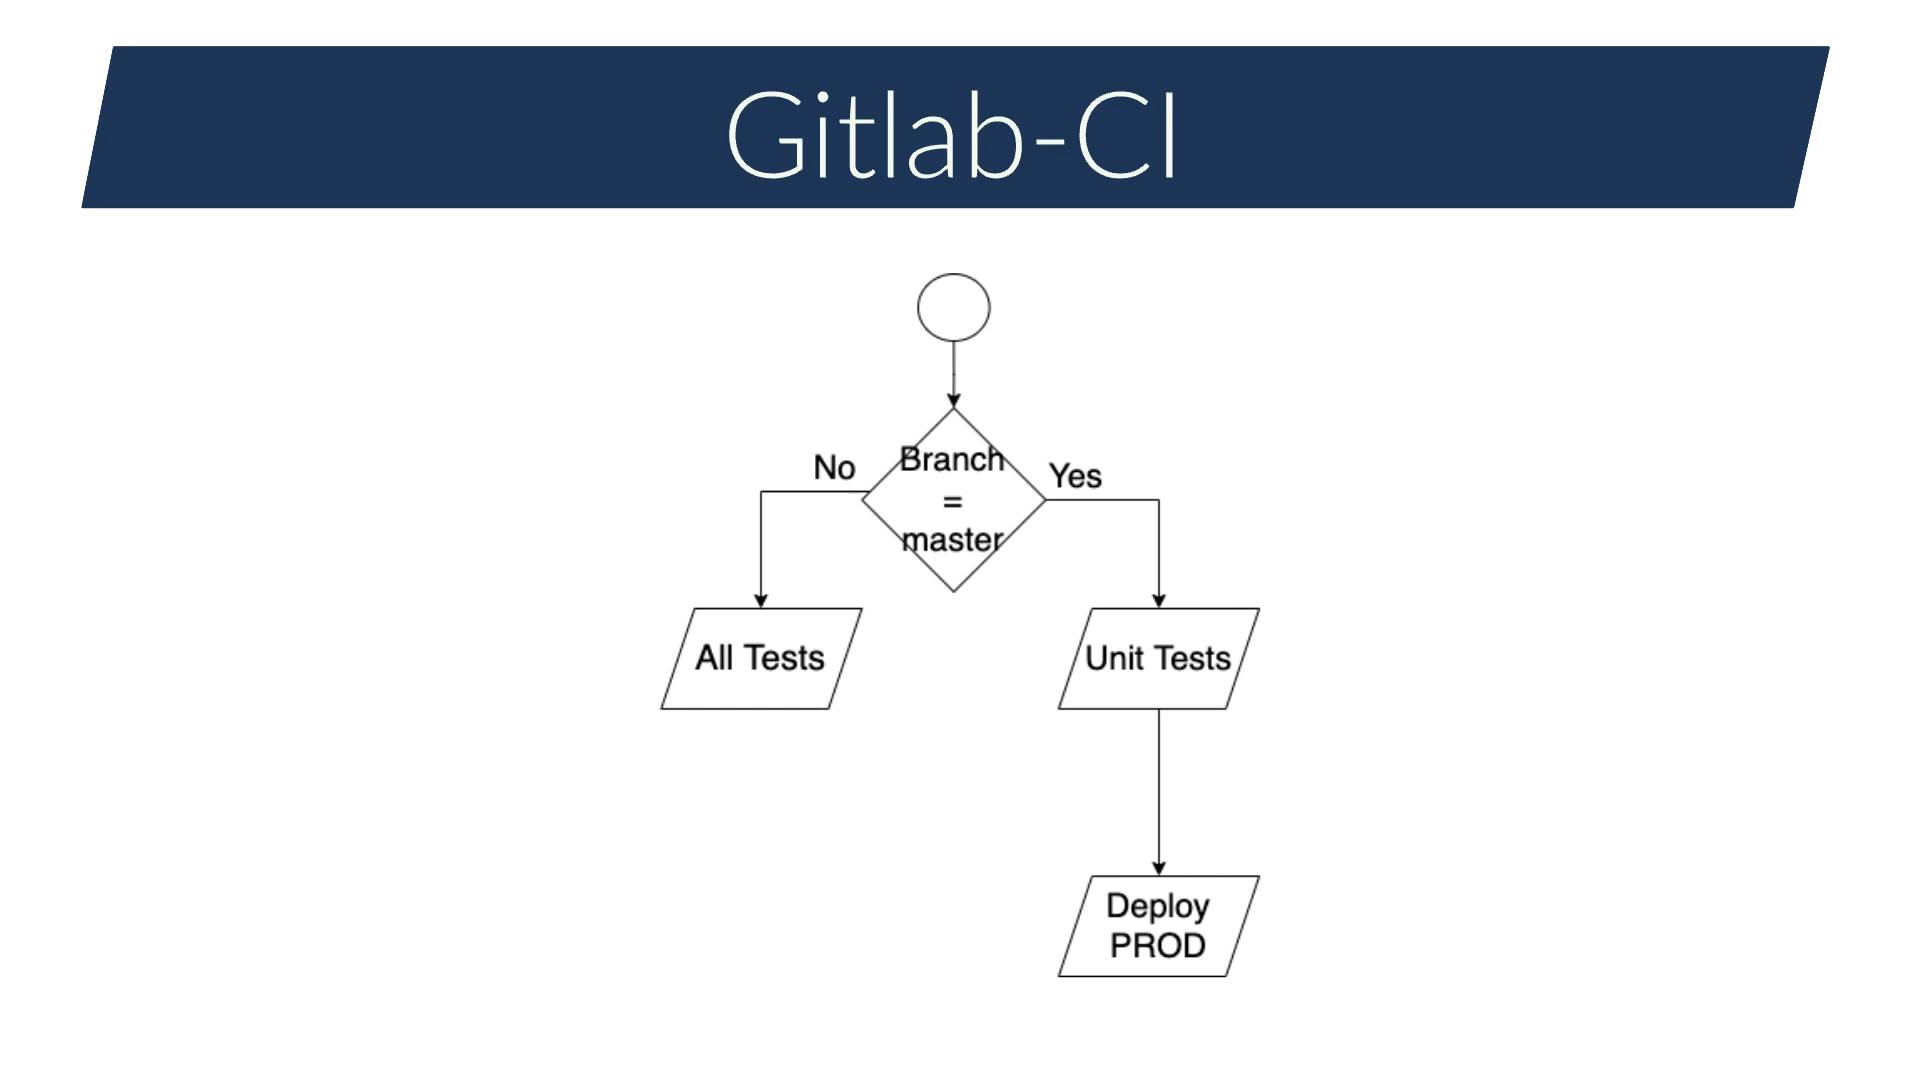 Gitlab-CI
No
Branch
=
master
Yes
All Tests
Unit Tests
Deploy
PROD